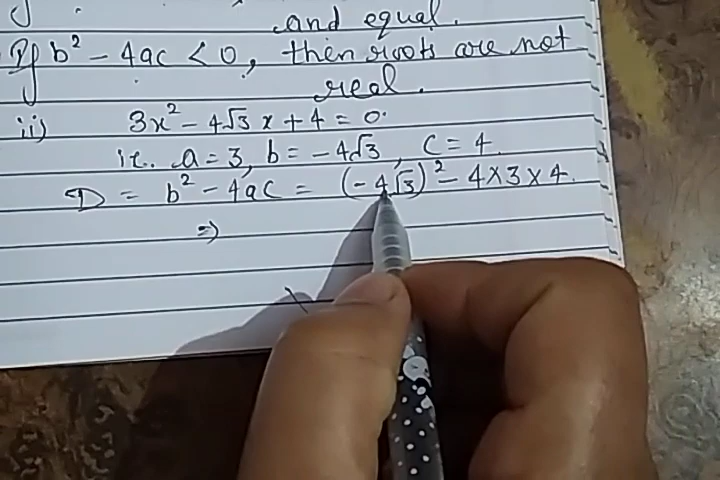 and equal.
If b² - 4ac < 0, then roots are not
real.
ii) 3x² - 4√3 x + 4 = 0.
ie. a = 3, b = -4√3, c = 4.
D = b² - 4ac = (-4√3)² - 4×3×4.
⇒